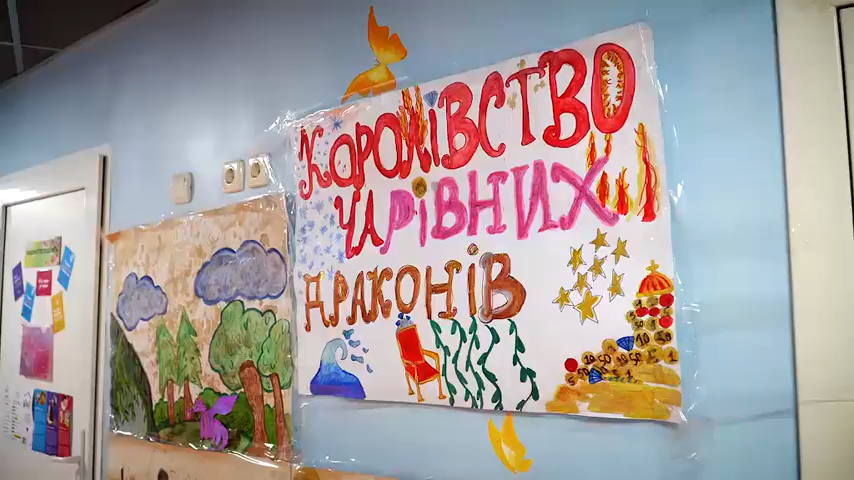 Королівство
чарівних
драконів